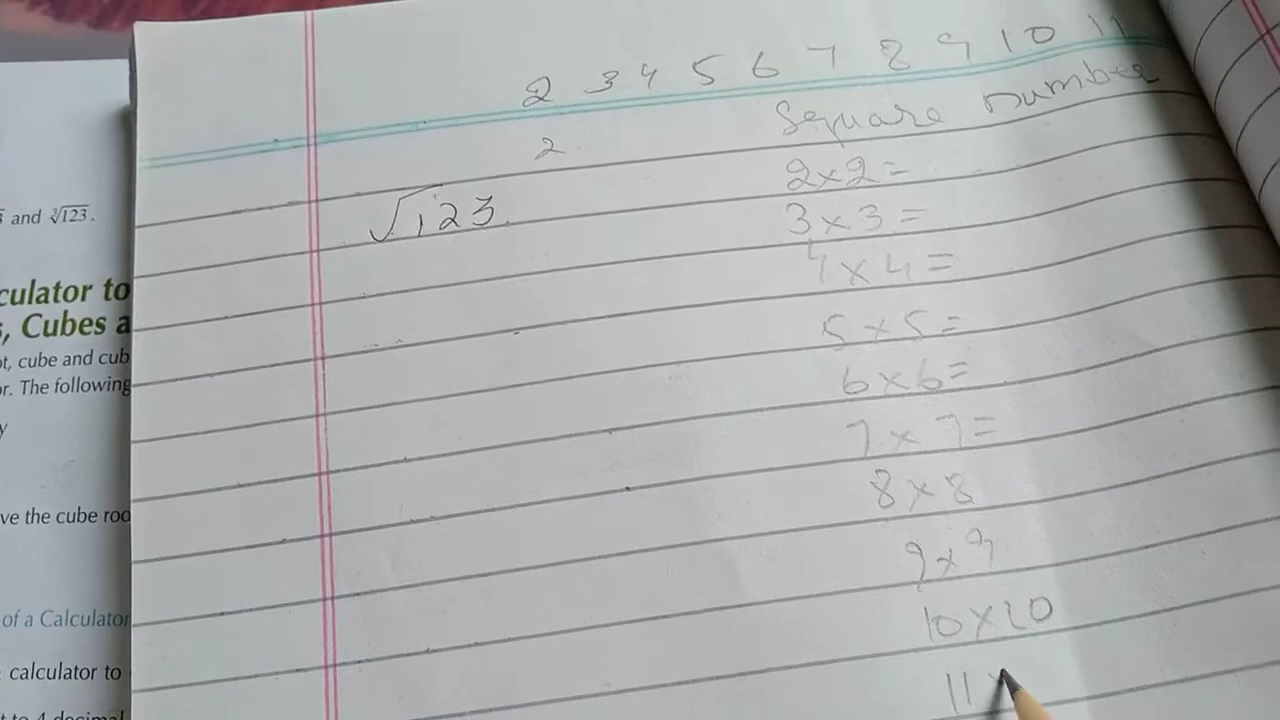 and ∛123.
culator to
, Cubes a
t, cube and cub
r. The following
y
ve the cube roo
of a Calculator
calculator to
2 3 4 5 6 7 8 9 10 11
Square number
2
√123
2×2=
3×3=
4×4=
5×5=
6×6=
7×7=
8×8
9×9
10×10
11